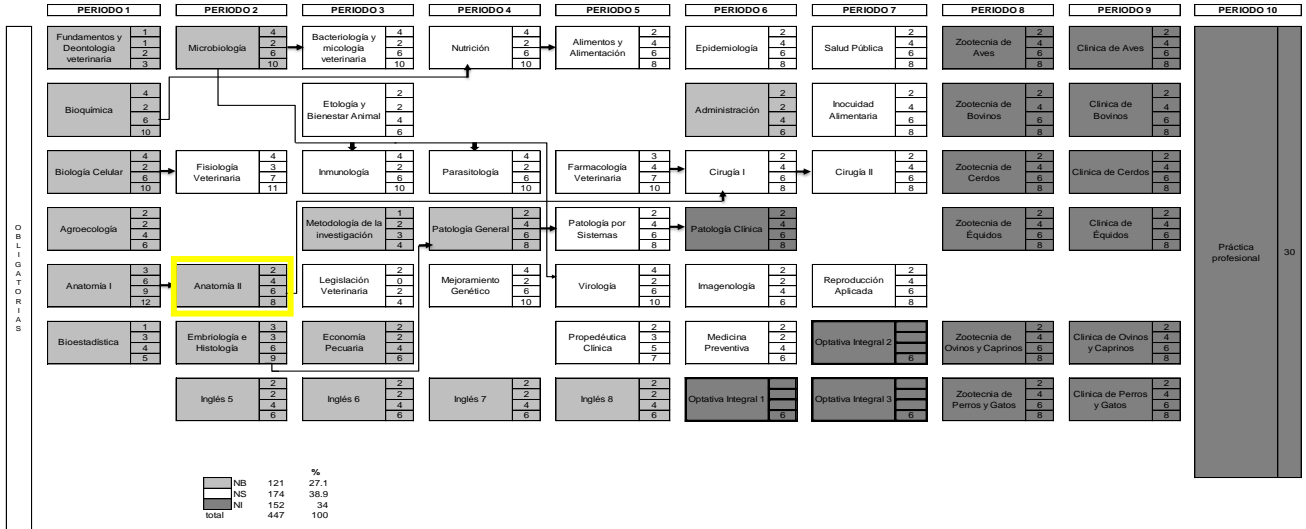 PERIODO 1 PERIODO 2 PERIODO 3 PERIODO 4 PERIODO 5 PERIODO 6 PERIODO 7 PERIODO 8 PERIODO 9 PERIODO 10
OBLIGATORIAS
Fundamentos y
Deontología
veterinaria
1
1
2
3
Microbiología
4
2
6
10
Bacteriología y
micología
veterinaria
4
2
6
10
Nutrición
4
2
6
10
Alimentos y
Alimentación
2
4
6
8
Epidemiología
2
4
6
8
Salud Pública
2
4
6
8
Zootecnia de
Aves
2
4
6
8
Clinica de Aves
2
4
6
8
Práctica
profesional
30
Bioquímica
4
2
6
10
Etología y
Bienestar Animal
2
2
4
6
Administración
2
2
4
6
Inocuidad
Alimentaria
2
4
6
8
Zootecnia de
Bovinos
2
4
6
8
Clínica de
Bovinos
2
4
6
8
Biología Celular
4
2
6
10
Fisiología
Veterinaria
4
3
7
11
Inmunología
4
2
6
10
Parasitología
4
2
6
10
Farmacología
Veterinaria
3
4
7
10
Cirugía I
2
4
6
8
Cirugía II
2
4
6
8
Zootecnia de
Cerdos
2
4
6
8
Clinica de Cerdos
2
4
6
8
Agroecología
2
2
4
6
Metodología de la
investigación
1
2
3
4
Patología General
2
4
6
8
Patología por
Sistemas
2
4
6
8
Patología Clínica
2
4
6
8
Zootecnia de
Équidos
2
4
6
8
Clínica de
Équidos
2
4
6
8
Anatomía I
3
6
9
12
Anatomía II
2
4
6
8
Legislación
Veterinaria
2
0
2
4
Mejoramiento
Genético
4
2
6
10
Virología
4
2
6
10
Imagenología
2
4
6
8
Reproducción
Aplicada
2
4
6
8
Bioestadística
1
3
4
5
Embriología e
Histología
3
3
6
9
Economía
Pecuaria
2
2
4
6
Propedéutica
Clínica
2
3
5
7
Medicina
Preventiva
2
2
4
6
Optativa Integral 2
6
Zootecnia de
Ovinos y Caprinos
2
4
6
8
Clínica de Ovinos
y Caprinos
2
4
6
8
Inglés 5
2
2
4
6
Inglés 6
2
2
4
6
Inglés 7
2
2
4
6
Inglés 8
2
2
4
6
Optativa Integral 1
6
Optativa Integral 3
6
Zootecnia de
Perros y Gatos
2
4
6
8
Clinica de Perros
y Gatos
2
4
6
8
%
NB 121 27.1
NS 174 38.9
NI 152 34
total 447 100